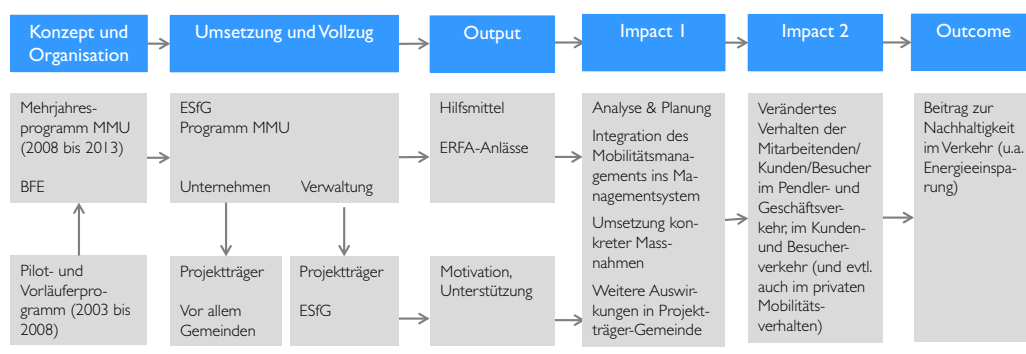 Konzept und
Organisation
Umsetzung und Vollzug
Output
Impact 1
Impact 2
Outcome
Mehrjahres-
programm MMU
(2008 bis 2013)
BFE
ESfG
Programm MMU
Unternehmen
Verwaltung
Hilfsmittel
ERFA-Anlässe
Analyse & Planung
Integration des
Mobilitätsmana-
gements ins Ma-
nagementsystem
Umsetzung kon-
kreter Mass-
nahmen
Weitere Auswir-
kungen in Projekt-
träger-Gemeinde
Verändertes
Verhalten der
Mitarbeitenden/
Kunden/Besucher
im Pendler- und
Geschäftsver-
kehr, im Kunden-
und Besucher-
verkehr (und evtl.
auch im privaten
Mobilitäts-
verhalten)
Beitrag zur
Nachhaltigkeit
im Verkehr (u.a.
Energieeinspa-
rung)
Pilot- und
Vorläuferpro-
gramm (2003 bis
2008)
Projektträger
Vor allem
Gemeinden
Projektträger
ESfG
Motivation,
Unterstützung